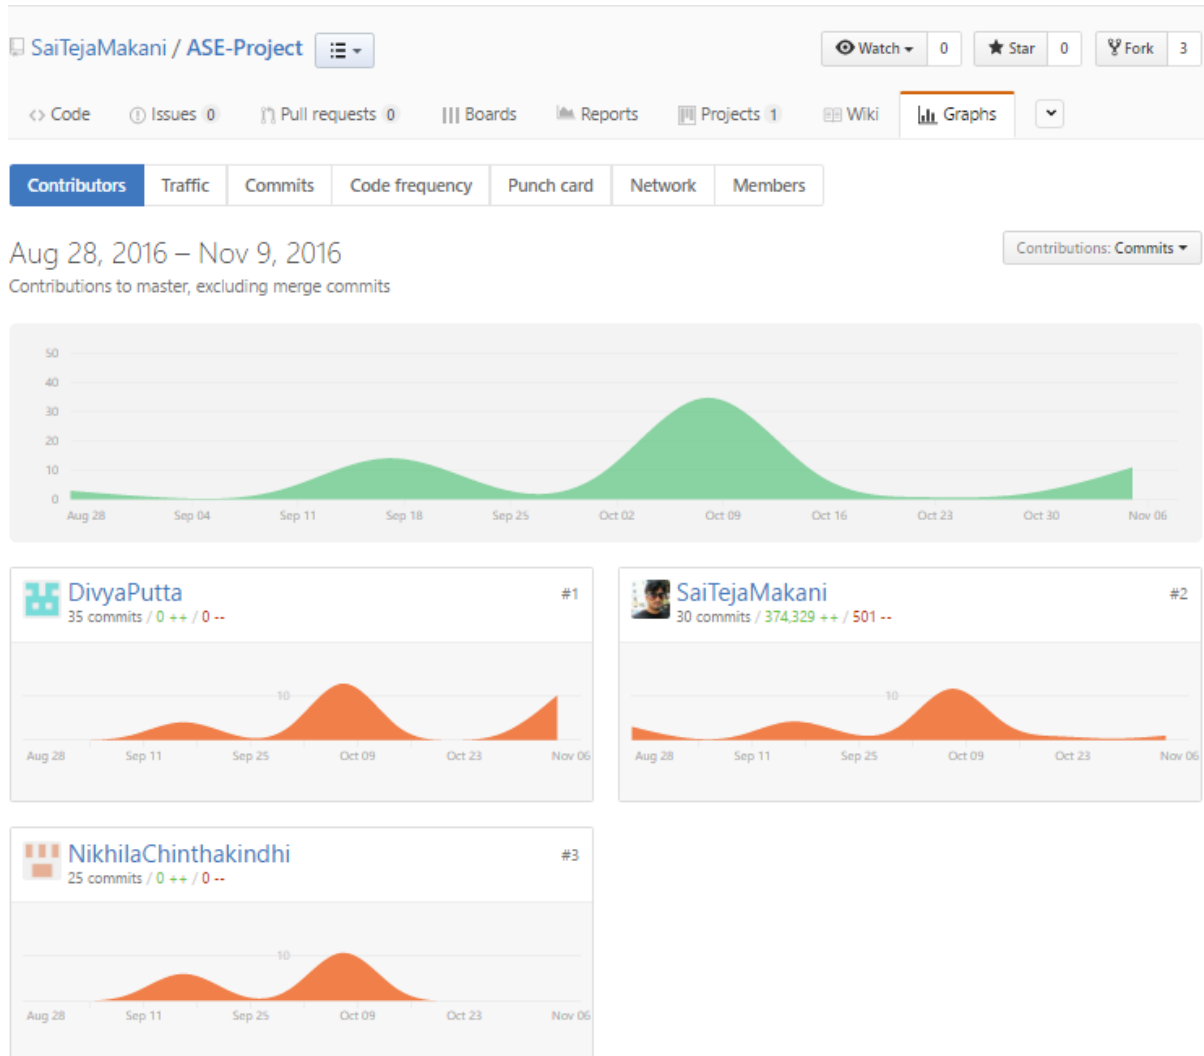 SaiTejaMakani / ASE-Project
Watch 0 Star 0 Fork 3
Code Issues 0 Pull requests 0 Boards Reports Projects 1 Wiki Graphs
Contributors Traffic Commits Code frequency Punch card Network Members
Aug 28, 2016 – Nov 9, 2016
Contributions: Commits
Contributions to master, excluding merge commits
50
40
30
20
10
0
Aug 28 Sep 04 Sep 11 Sep 18 Sep 25 Oct 02 Oct 09 Oct 16 Oct 23 Oct 30 Nov 06
DivyaPutta #1
35 commits / 0 ++ / 0 --
10
Aug 28 Sep 11 Sep 25 Oct 09 Oct 23 Nov 06
SaiTejaMakani #2
30 commits / 374,329 ++ / 501 --
10
Aug 28 Sep 11 Sep 25 Oct 09 Oct 23 Nov 06
NikhilaChinthakindhi #3
25 commits / 0 ++ / 0 --
10
Aug 28 Sep 11 Sep 25 Oct 09 Oct 23 Nov 06